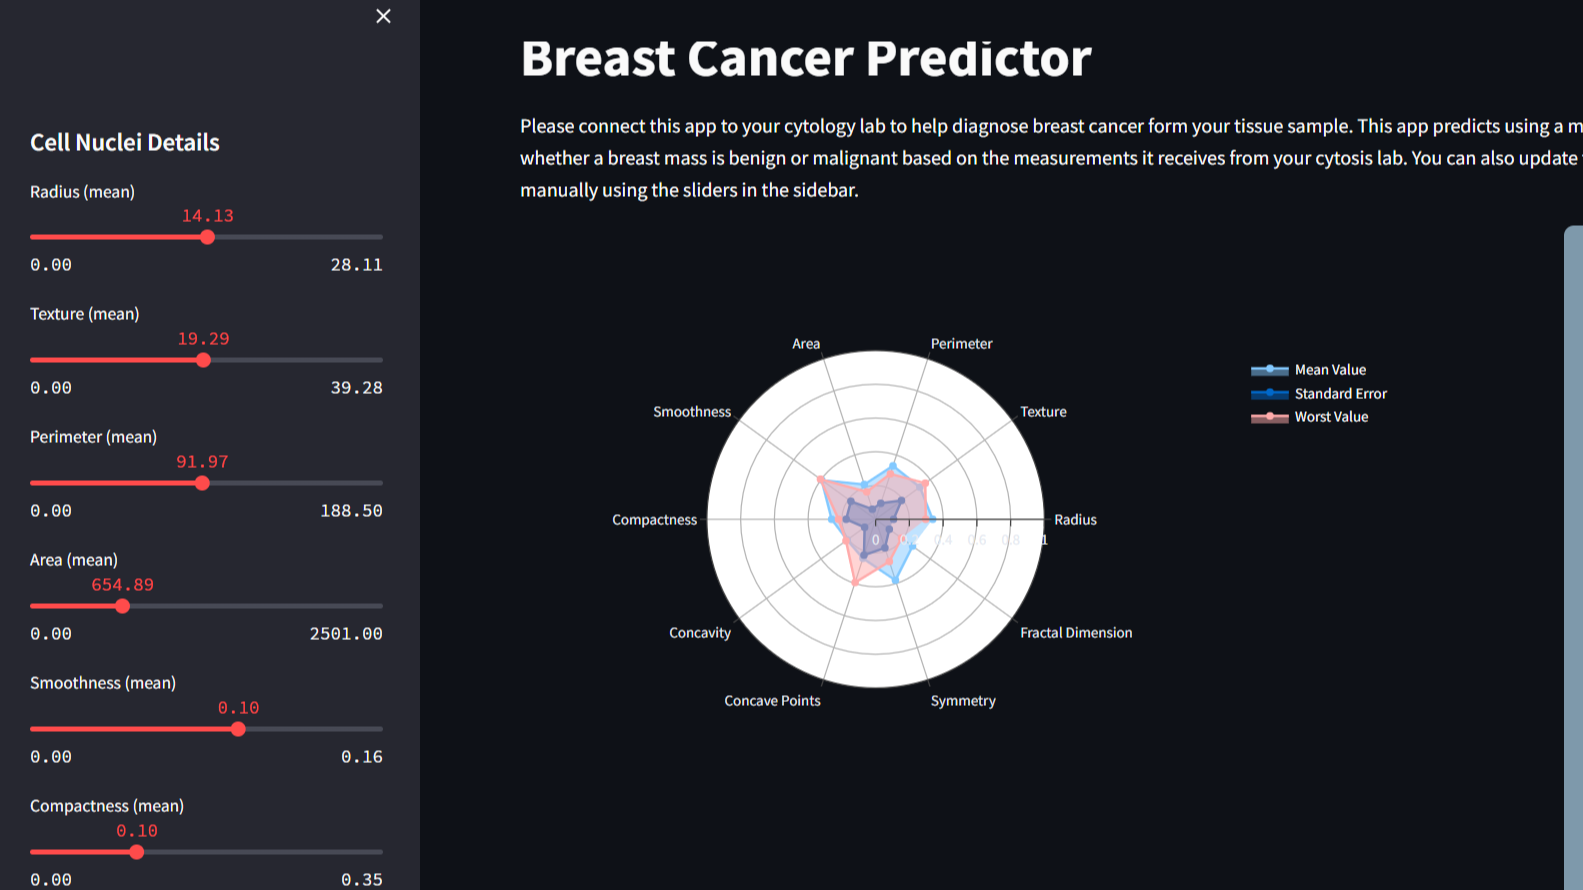 Cell Nuclei Details
Radius (mean)
14.13
0.00 28.11
Texture (mean)
19.29
0.00 39.28
Perimeter (mean)
91.97
0.00 188.50
Area (mean)
654.89
0.00 2501.00
Smoothness (mean)
0.10
0.00 0.16
Compactness (mean)
0.10
0.00 0.35
Breast Cancer Predictor
Please connect this app to your cytology lab to help diagnose breast cancer form your tissue sample. This app predicts using a m
whether a breast mass is benign or malignant based on the measurements it receives from your cytosis lab. You can also update
manually using the sliders in the sidebar.
Area Perimeter
Smoothness Texture
Compactness Radius
0 0.2 0.4 0.6 0.8 1
Concavity Fractal Dimension
Concave Points Symmetry
Mean Value
Standard Error
Worst Value